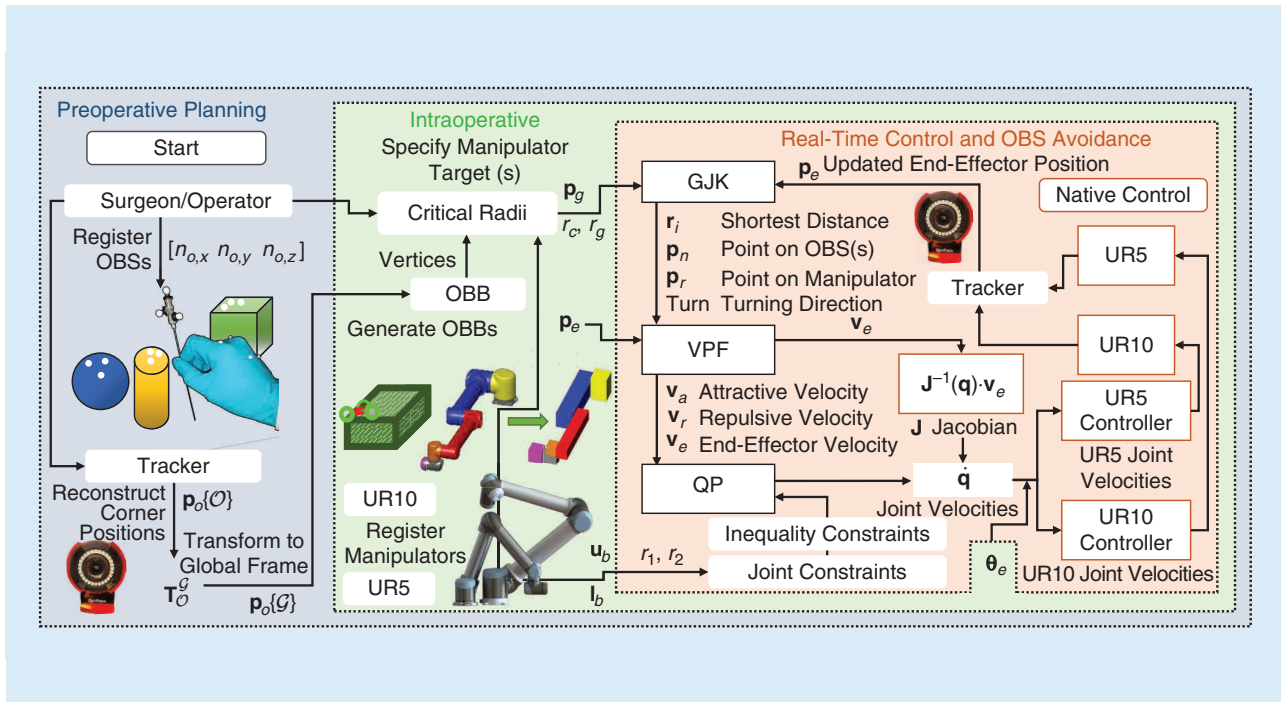 Preoperative Planning
Start
Surgeon/Operator
Register
OBSs
[n_{o,x} n_{o,y} n_{o,z}]
Tracker
Reconstruct
Corner
Positions
p_o{𝒪}
Transform to
Global Frame
T_𝒪^𝒢
p_o{𝒢}
Intraoperative
Specify Manipulator
Target (s)
Critical Radii
p_g
r_c, r_g
Vertices
OBB
Generate OBBs
p_e
UR10
Register
Manipulators
UR5
u_b
r_1, r_2
l_b
Real-Time Control and OBS Avoidance
p_e Updated End-Effector Position
GJK
Native Control
r_i Shortest Distance
p_n Point on OBS(s)
p_r Point on Manipulator
Turn Turning Direction
Tracker
UR5
UR10
VPF
v_e
J^{−1}(q)·v_e
J Jacobian
v_a Attractive Velocity
v_r Repulsive Velocity
v_e End-Effector Velocity
UR5
Controller
UR5 Joint
Velocities
QP
q̇
Joint Velocities
Inequality Constraints
Joint Constraints
θ_e
UR10
Controller
UR10 Joint Velocities